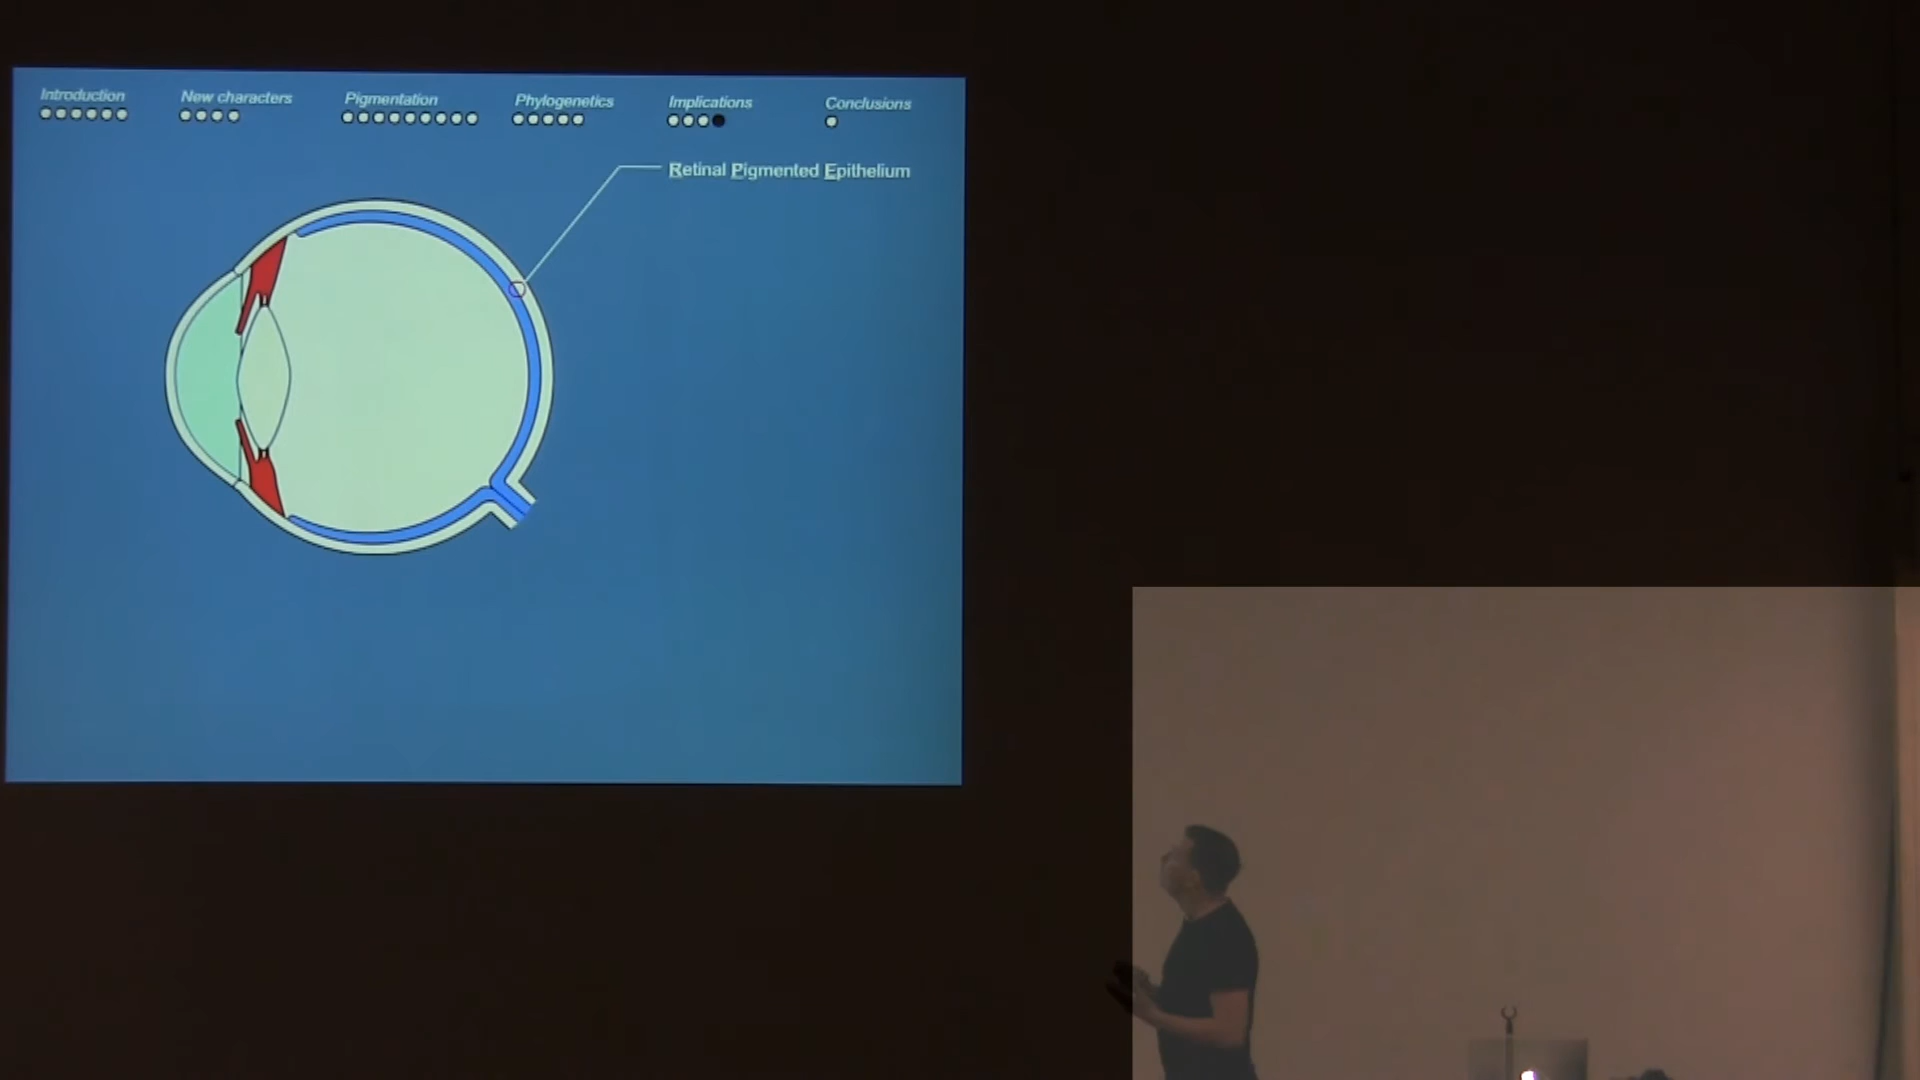 Introduction New characters Pigmentation Phylogenetics Implications Conclusions
Retinal Pigmented Epithelium